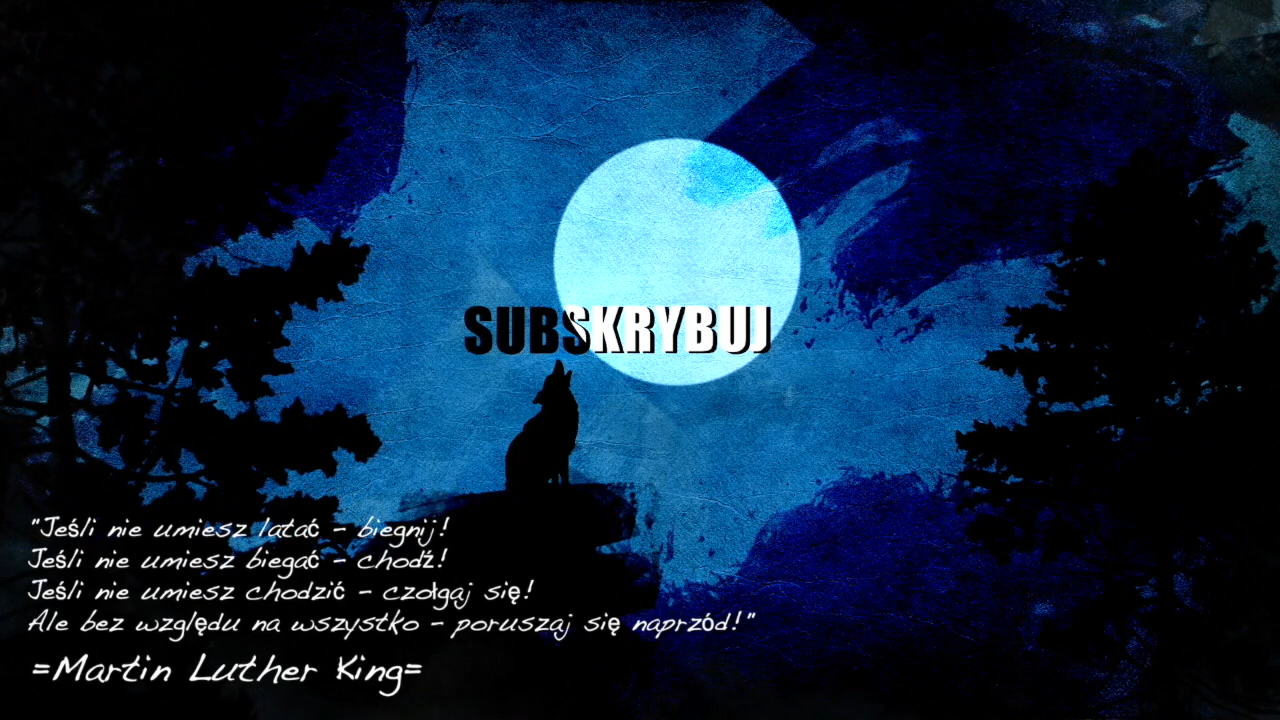 SUBSKRYBUJ
"Jeśli nie umiesz latać - biegnij!
Jeśli nie umiesz biegać - chodź!
Jeśli nie umiesz chodzić - czołgaj się!
Ale bez względu na wszystko - poruszaj się naprzód!"
=Martin Luther King=